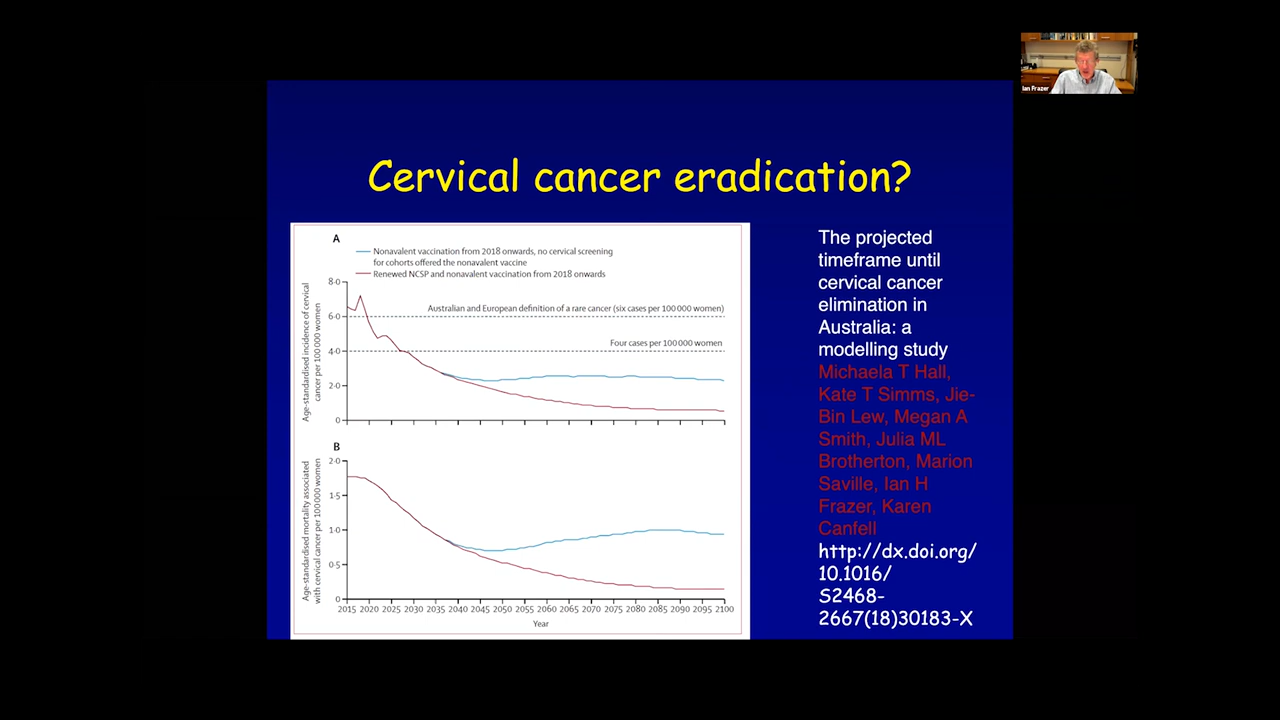 Ian Frazer
Cervical cancer eradication?
A
Nonavalent vaccination from 2018 onwards, no cervical screening
for cohorts offered the nonavalent vaccine
Renewed NCSP and nonavalent vaccination from 2018 onwards
Age-standardised incidence of cervical
cancer per 100 000 women
8·0
6·0
4·0
2·0
0
Australian and European definition of a rare cancer (six cases per 100 000 women)
Four cases per 100 000 women
B
Age-standardised mortality associated
with cervical cancer per 100 000 women
2·0
1·5
1·0
0·5
0
2015 2020 2025 2030 2035 2040 2045 2050 2055 2060 2065 2070 2075 2080 2085 2090 2095 2100
Year
The projected
timeframe until
cervical cancer
elimination in
Australia: a
modelling study
Michaela T Hall,
Kate T Simms, Jie-
Bin Lew, Megan A
Smith, Julia ML
Brotherton, Marion
Saville, Ian H
Frazer, Karen
Canfell
http://dx.doi.org/
10.1016/
S2468-
2667(18)30183-X